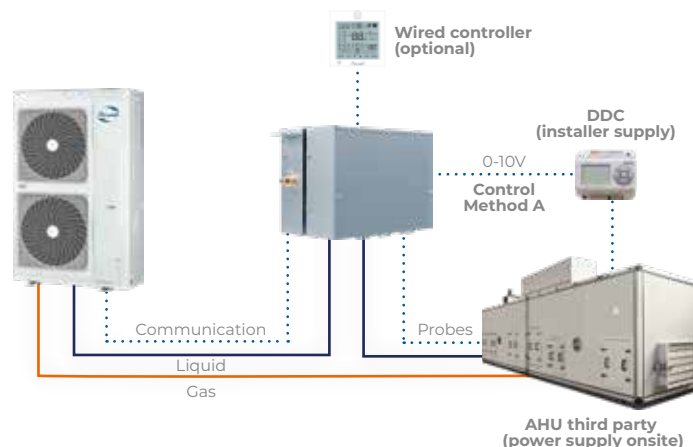 Wired controller
(optional)
DDC
(installer supply)
0-10V
Control
Method A
Communication
Probes
Liquid
Gas
AHU third party
(power supply onsite)